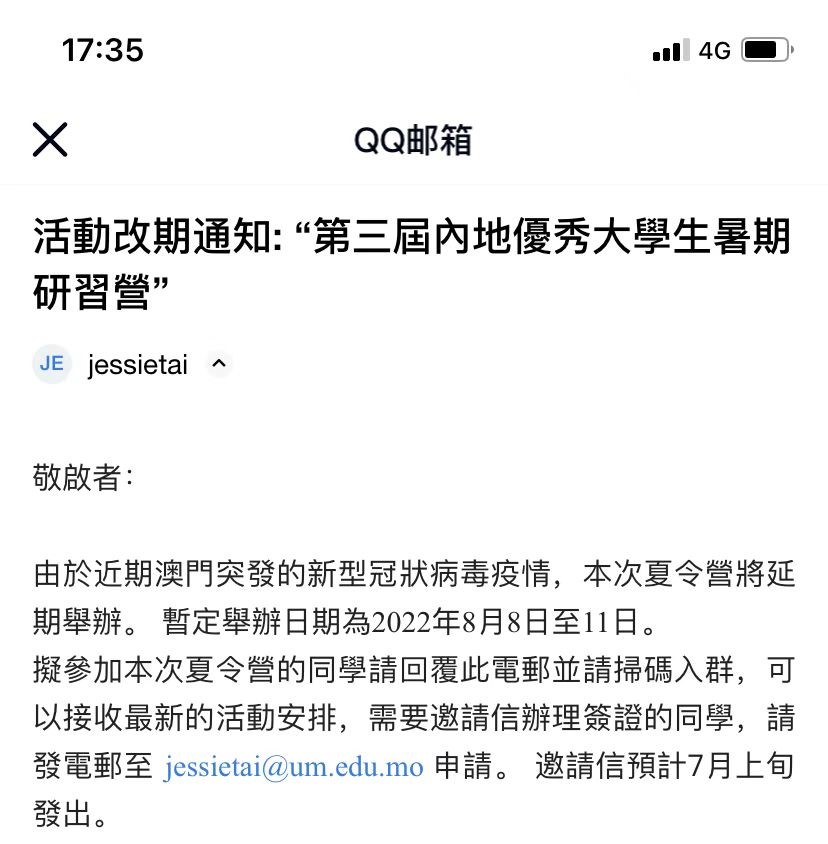 17:35 4G
QQ邮箱
活動改期通知: “第三屆內地優秀大學生暑期
研習營”
JE jessietai
敬啟者：
由於近期澳門突發的新型冠狀病毒疫情，本次夏令營將延
期舉辦。 暫定舉辦日期為2022年8月8日至11日。
擬參加本次夏令營的同學請回覆此電郵並請掃碼入群，可
以接收最新的活動安排，需要邀請信辦理簽證的同學，請
發電郵至 jessietai@um.edu.mo 申請。 邀請信預計7月上旬
發出。